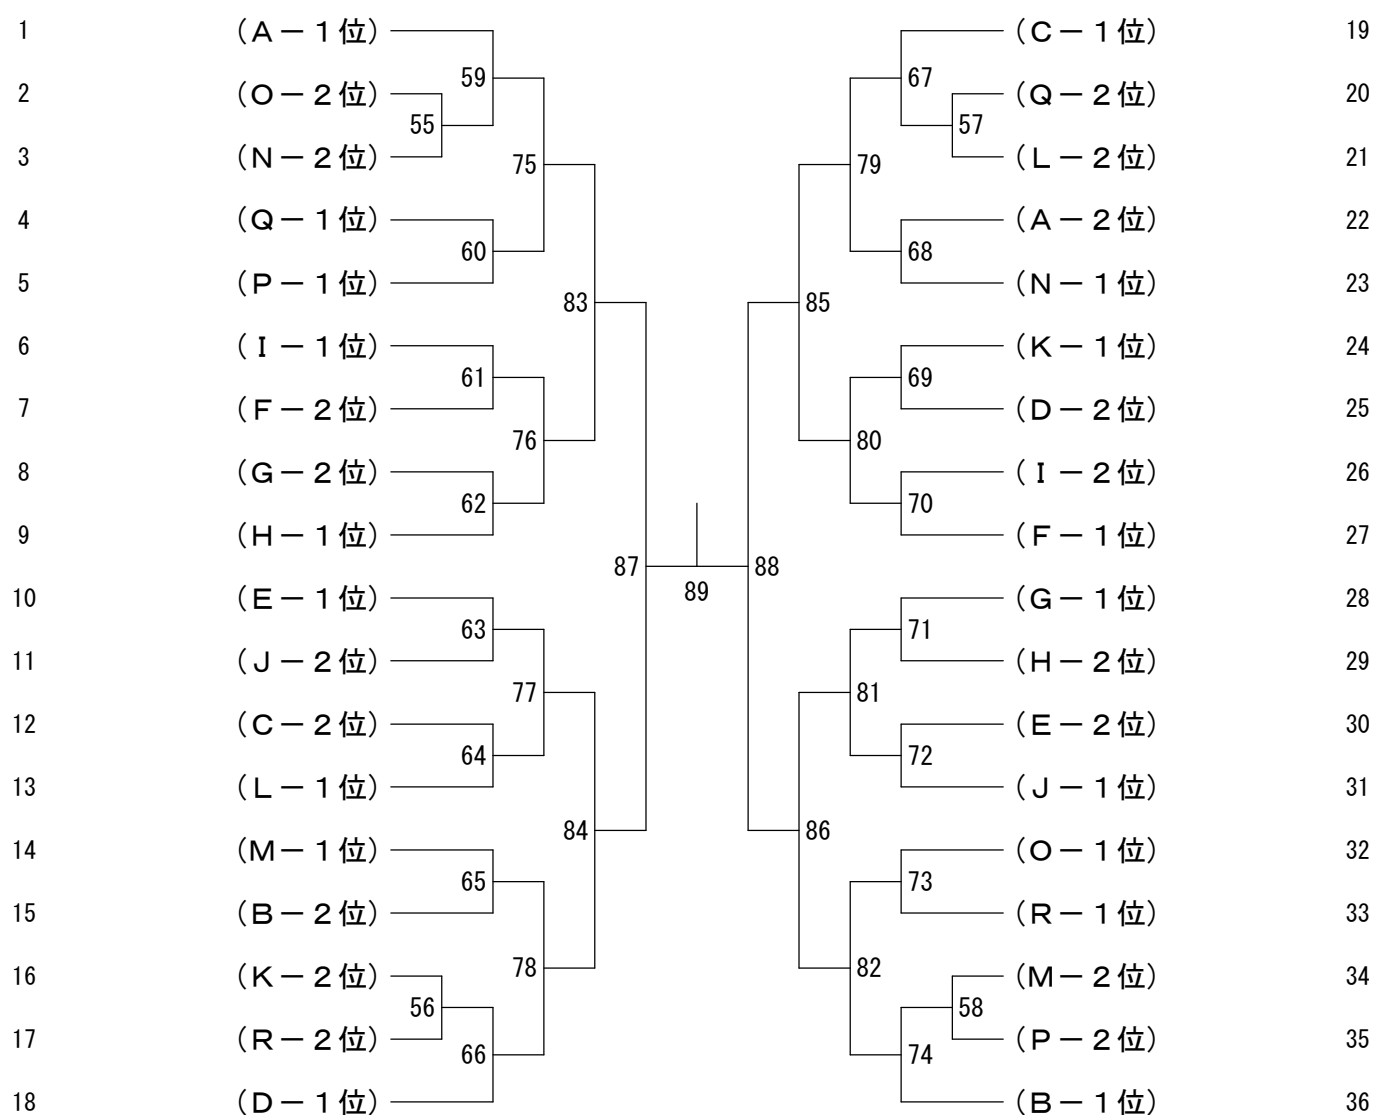 1 (A－1位) (C－1位) 19
59 67
2 (O－2位) (Q－2位) 20
55 57
3 (N－2位) (L－2位) 21
75 79
4 (Q－1位) (A－2位) 22
60 68
5 (P－1位) (N－1位) 23
83 85
6 (I－1位) (K－1位) 24
61 69
7 (F－2位) (D－2位) 25
76 80
8 (G－2位) (I－2位) 26
62 70
9 (H－1位) (F－1位) 27
87 88
89
10 (E－1位) (G－1位) 28
63 71
11 (J－2位) (H－2位) 29
77 81
12 (C－2位) (E－2位) 30
64 72
13 (L－1位) (J－1位) 31
84 86
14 (M－1位) (O－1位) 32
65 73
15 (B－2位) (R－1位) 33
78 82
16 (K－2位) (M－2位) 34
56 58
17 (R－2位) (P－2位) 35
66 74
18 (D－1位) (B－1位) 36